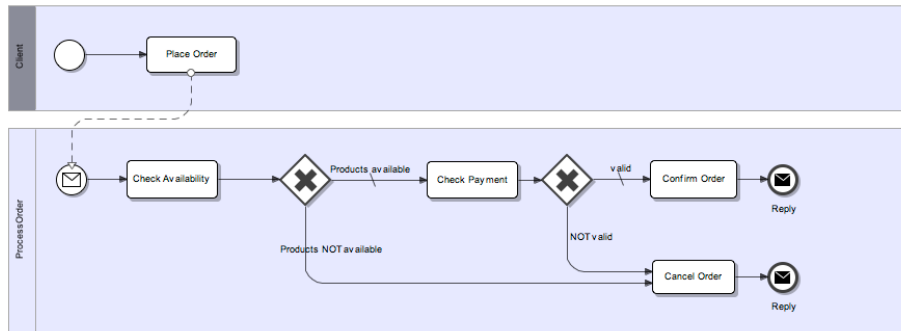 Client
Place Order
ProcessOrder
Check Availability
Products available
Check Payment
valid
Confirm Order
Reply
Products NOT available
NOT valid
Cancel Order
Reply